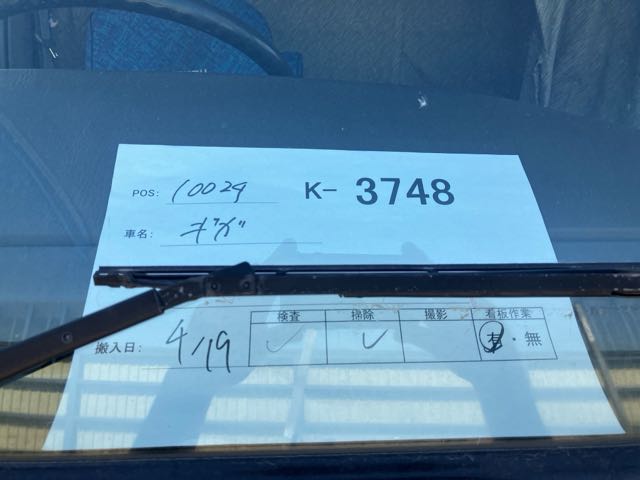 POS: 10029 K- 3748
車名: ギガ
検査 掃除 撮影 看板作業
搬入日: 4/19 ✓ ✓ 有・無